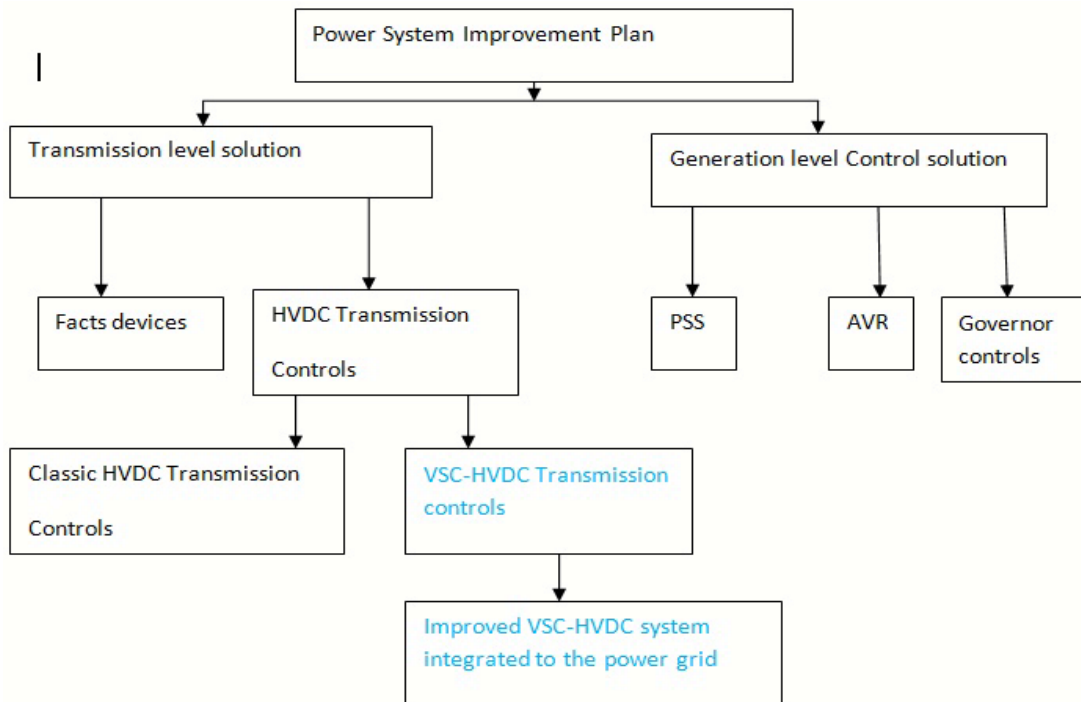 Power System Improvement Plan
Transmission level solution
Generation level Control solution
Facts devices
HVDC Transmission
Controls
PSS
AVR
Governor
controls
Classic HVDC Transmission
Controls
VSC-HVDC Transmission
controls
Improved VSC-HVDC system
integrated to the power grid